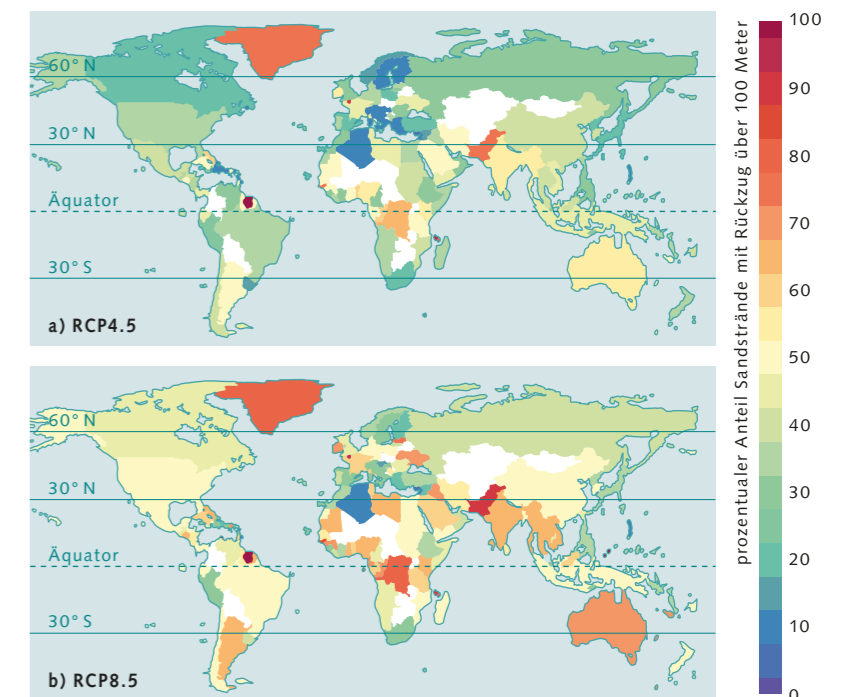 60° N
30° N
Äquator
30° S
a) RCP4.5
60° N
30° N
Äquator
30° S
b) RCP8.5
prozentualer Anteil Sandstrände mit Rückzug über 100 Meter
100
90
80
70
60
50
40
30
20
10
0